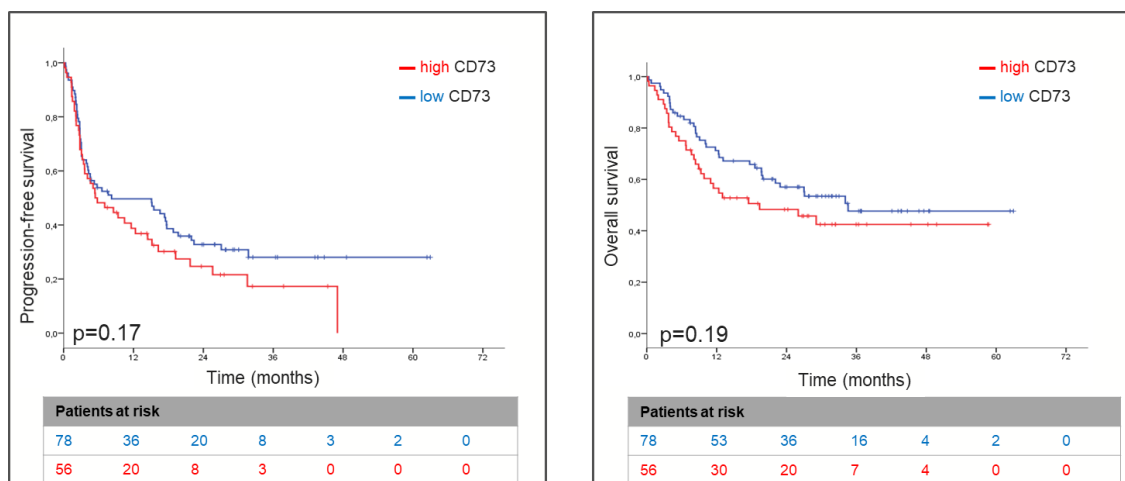 high CD73
low CD73
Progression-free survival
1,0
0,8
0,6
0,4
0,2
0,0
p=0.17
0 12 24 36 48 60 72
Time (months)
Patients at risk
78 36 20 8 3 2 0
56 20 8 3 0 0 0
high CD73
low CD73
Overall survival
1,0
0,8
0,6
0,4
0,2
0,0
p=0.19
0 12 24 36 48 60 72
Time (months)
Patients at risk
78 53 36 16 4 2 0
56 30 20 7 4 0 0